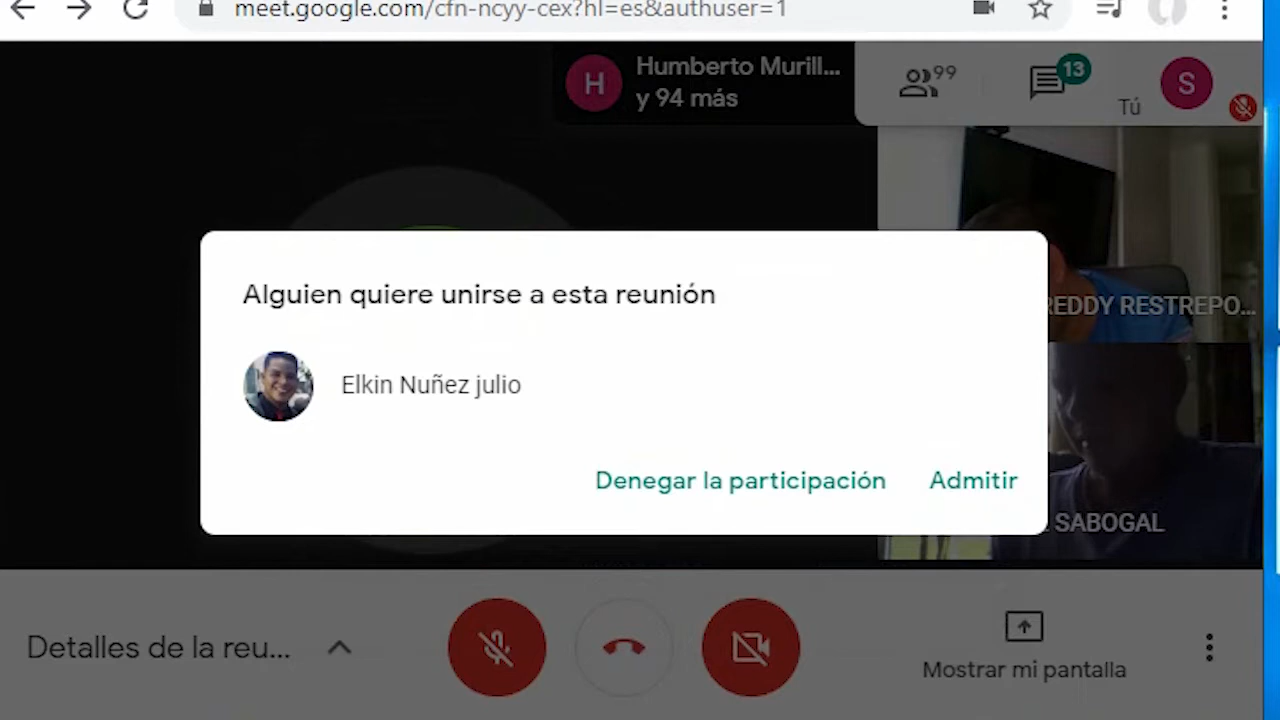 meet.google.com/cfn-ncyy-cex?hl=es&authuser=1
H
Humberto Murill...
y 94 más
99
13
Tú
S
Alguien quiere unirse a esta reunión
REDDY RESTREPO...
Elkin Nuñez julio
Denegar la participación
Admitir
SABOGAL
Detalles de la reu...
Mostrar mi pantalla